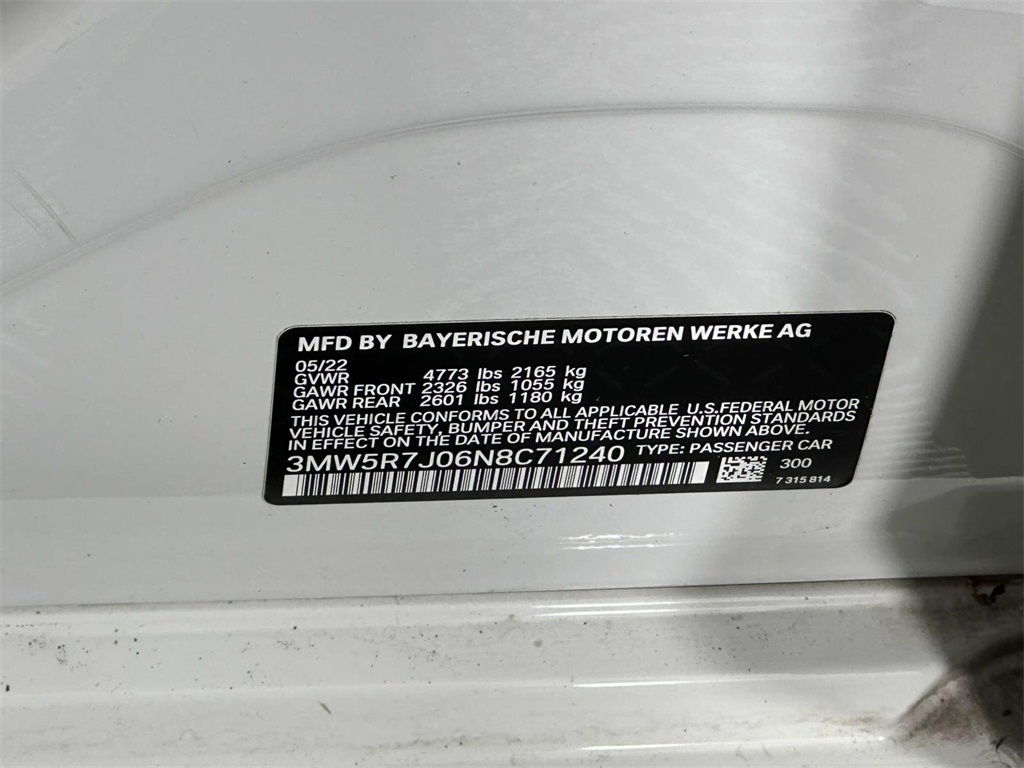 MFD BY BAYERISCHE MOTOREN WERKE AG
05/22
GVWR 4773 lbs 2165 kg
GAWR FRONT 2326 lbs 1055 kg
GAWR REAR 2601 lbs 1180 kg
THIS VEHICLE CONFORMS TO ALL APPLICABLE U.S.FEDERAL MOTOR
VEHICLE SAFETY, BUMPER AND THEFT PREVENTION STANDARDS
IN EFFECT ON THE DATE OF MANUFACTURE SHOWN ABOVE.
3MW5R7J06N8C71240 TYPE: PASSENGER CAR
300
7 315 814